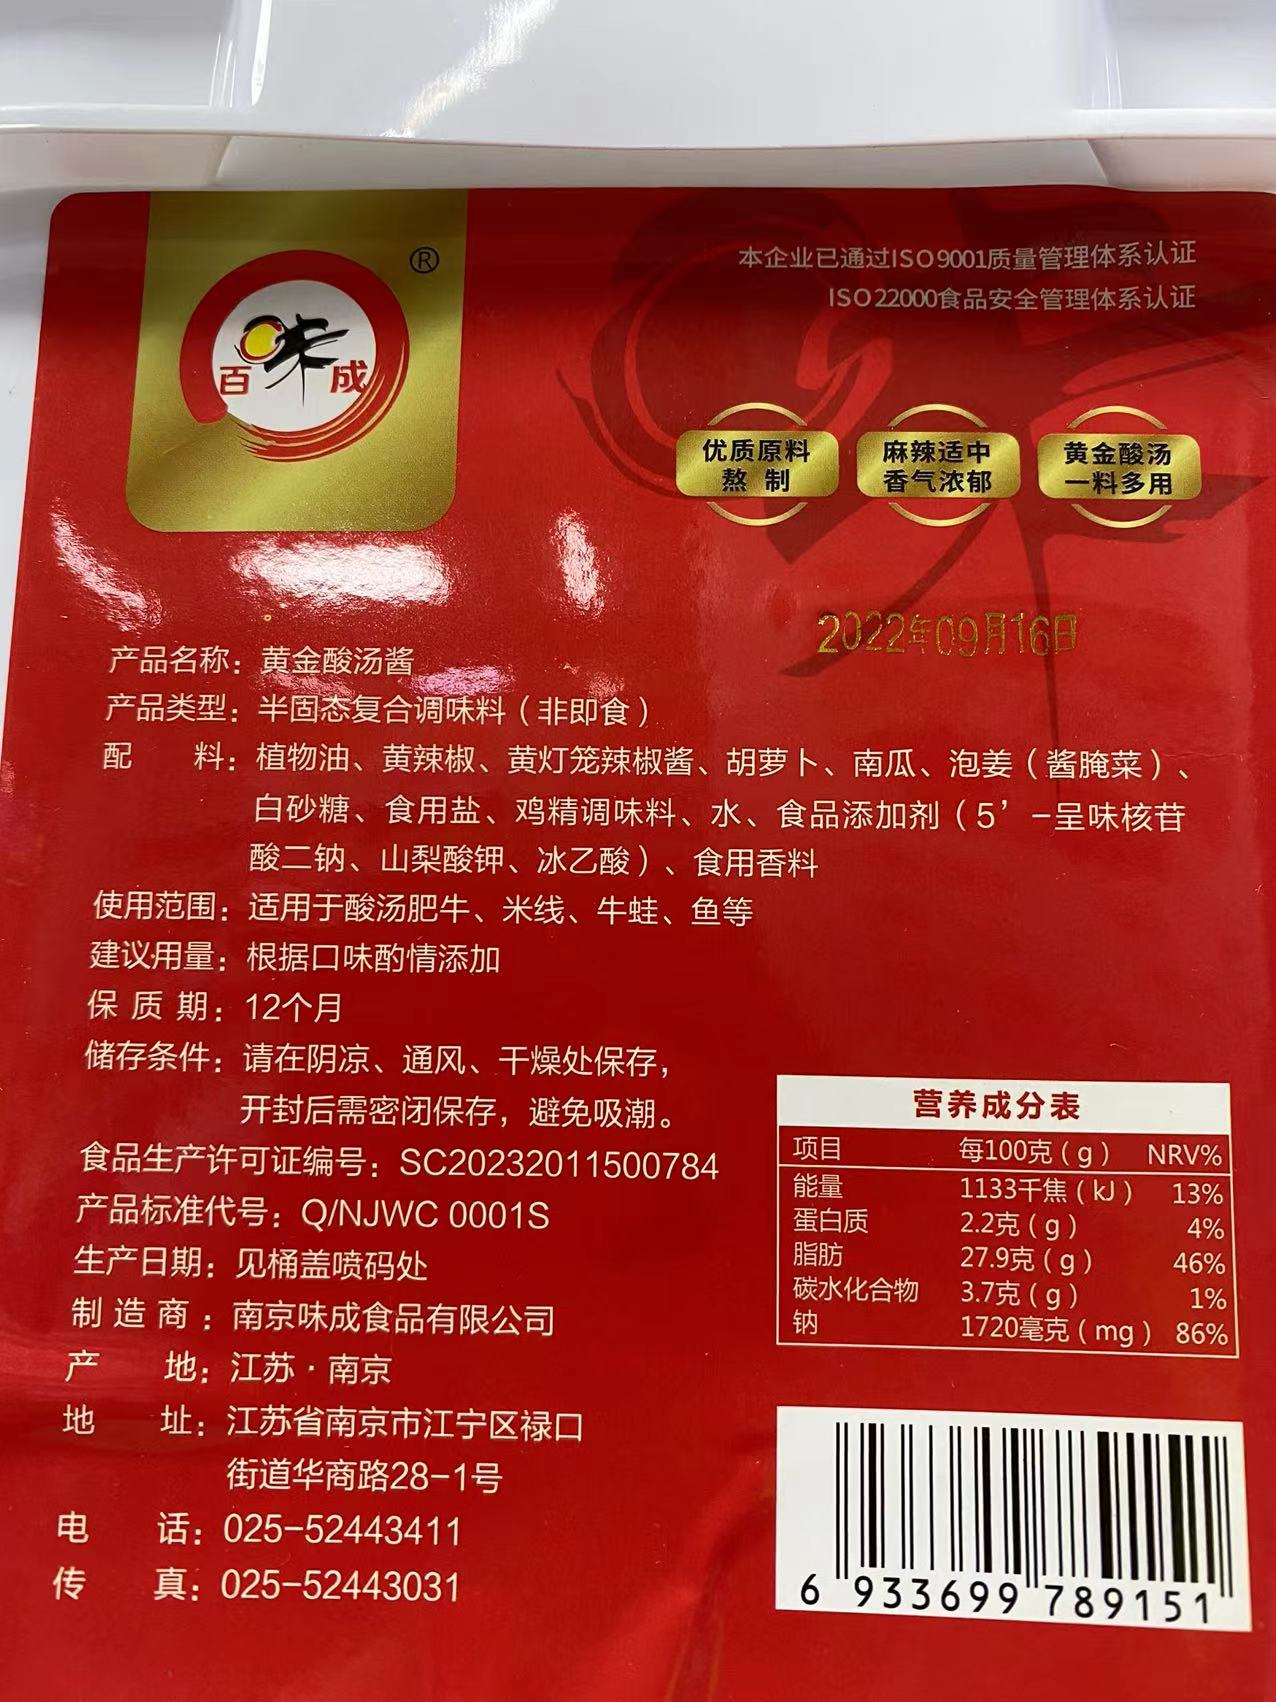 ®
百味成
本企业已通过ISO9001质量管理体系认证
ISO22000食品安全管理体系认证
优质原料
熬 制
麻辣适中
香气浓郁
黄金酸汤
一料多用
2022年09月16日
产品名称：黄金酸汤酱
产品类型：半固态复合调味料（非即食）
配 料：植物油、黄辣椒、黄灯笼辣椒酱、胡萝卜、南瓜、泡姜（酱腌菜）、
白砂糖、食用盐、鸡精调味料、水、食品添加剂（5’-呈味核苷
酸二钠、山梨酸钾、冰乙酸）、食用香料
使用范围：适用于酸汤肥牛、米线、牛蛙、鱼等
建议用量：根据口味酌情添加
保 质 期：12个月
储存条件：请在阴凉、通风、干燥处保存，
开封后需密闭保存，避免吸潮。
食品生产许可证编号：SC20232011500784
产品标准代号：Q/NJWC 0001S
生产日期：见桶盖喷码处
制 造 商：南京味成食品有限公司
产 地：江苏·南京
地 址：江苏省南京市江宁区禄口
街道华商路28-1号
电 话：025-52443411
传 真：025-52443031
营养成分表
项目 每100克（g） NRV%
能量 1133千焦（kJ） 13%
蛋白质 2.2克（g） 4%
脂肪 27.9克（g） 46%
碳水化合物 3.7克（g） 1%
钠 1720毫克（mg） 86%
6 933699 789151